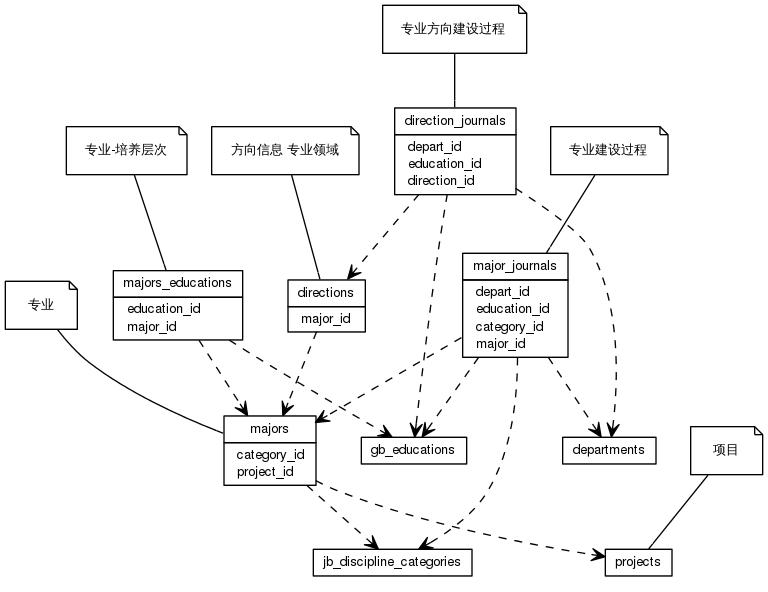 专业方向建设过程
direction_journals
depart_id
education_id
direction_id
专业-培养层次
方向信息 专业领域
专业建设过程
majors_educations
education_id
major_id
directions
major_id
major_journals
depart_id
education_id
category_id
major_id
专业
majors
category_id
project_id
gb_educations
departments
项目
jb_discipline_categories
projects